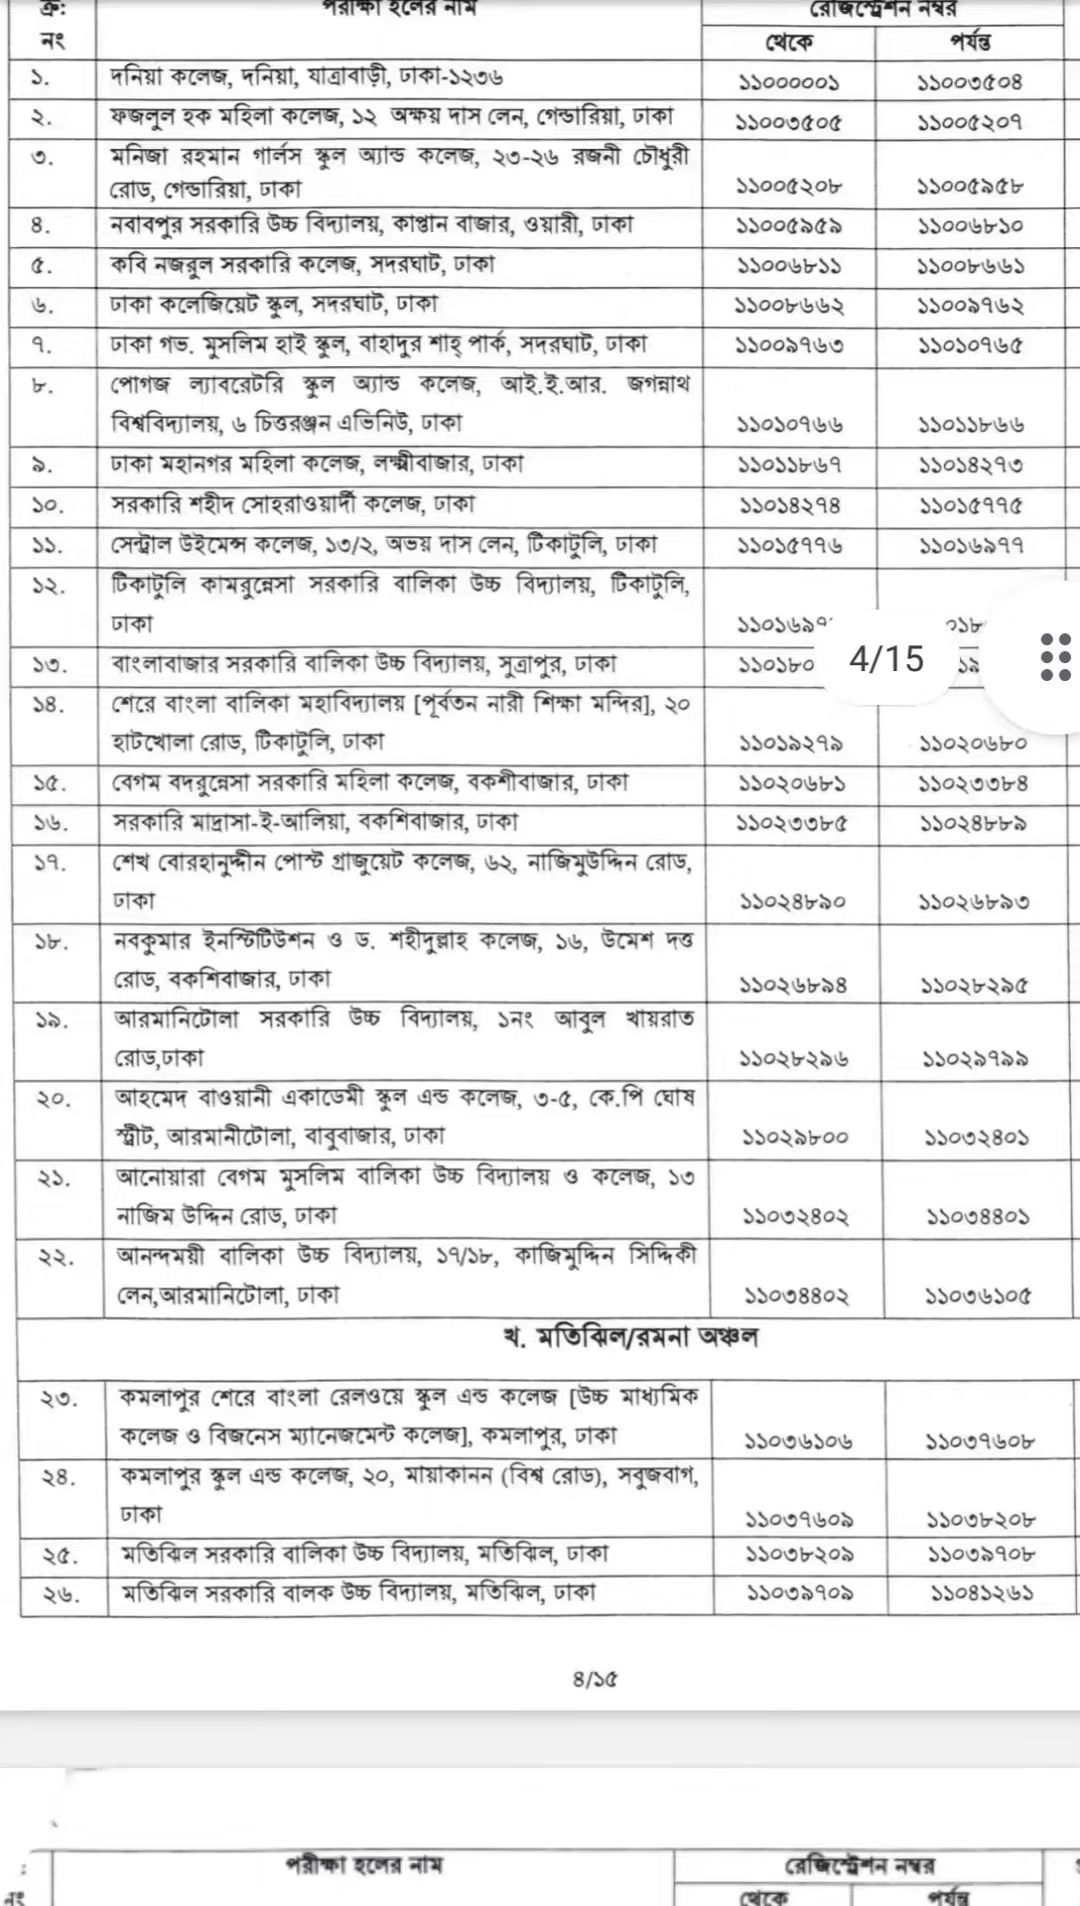 ক্র: পরীক্ষা হলের নাম রেজিস্ট্রেশন নম্বর
নং থেকে পর্যন্ত
১. দনিয়া কলেজ, দনিয়া, যাত্রাবাড়ী, ঢাকা-১২৩৬ ১১০০০০০১ ১১০০৩৫০৪
২. ফজলুল হক মহিলা কলেজ, ১২ অক্ষয় দাস লেন, গেন্ডারিয়া, ঢাকা ১১০০৩৫০৫ ১১০০৫২০৭
৩. মনিজা রহমান গার্লস স্কুল অ্যান্ড কলেজ, ২৩-২৬ রজনী চৌধুরী
রোড, গেন্ডারিয়া, ঢাকা ১১০০৫২০৮ ১১০০৫৯৫৮
৪. নবাবপুর সরকারি উচ্চ বিদ্যালয়, কাপ্তান বাজার, ওয়ারী, ঢাকা ১১০০৫৯৫৯ ১১০০৬৮১০
৫. কবি নজরুল সরকারি কলেজ, সদরঘাট, ঢাকা ১১০০৬৮১১ ১১০০৮৬৬১
৬. ঢাকা কলেজিয়েট স্কুল, সদরঘাট, ঢাকা ১১০০৮৬৬২ ১১০০৯৭৬২
৭. ঢাকা গভ. মুসলিম হাই স্কুল, বাহাদুর শাহ্ পার্ক, সদরঘাট, ঢাকা ১১০০৯৭৬৩ ১১০১০৭৬৫
৮. পোগজ ল্যাবরেটরি স্কুল অ্যান্ড কলেজ, আই.ই.আর. জগন্নাথ
বিশ্ববিদ্যালয়, ৬ চিত্তরঞ্জন এভিনিউ, ঢাকা ১১০১০৭৬৬ ১১০১১৮৬৬
৯. ঢাকা মহানগর মহিলা কলেজ, লক্ষ্মীবাজার, ঢাকা ১১০১১৮৬৭ ১১০১৪২৭৩
১০. সরকারি শহীদ সোহরাওয়ার্দী কলেজ, ঢাকা ১১০১৪২৭৪ ১১০১৫৭৭৫
১১. সেন্ট্রাল উইমেন্স কলেজ, ১৩/২, অভয় দাস লেন, টিকাটুলি, ঢাকা ১১০১৫৭৭৬ ১১০১৬৯৭৭
১২. টিকাটুলি কামরুন্নেসা সরকারি বালিকা উচ্চ বিদ্যালয়, টিকাটুলি,
ঢাকা ১১০১৬৯৭
১৩. বাংলাবাজার সরকারি বালিকা উচ্চ বিদ্যালয়, সুত্রাপুর, ঢাকা ১১০১৮০ 4/15
১৪. শেরে বাংলা বালিকা মহাবিদ্যালয় [পূর্বতন নারী শিক্ষা মন্দির], ২০
হাটখোলা রোড, টিকাটুলি, ঢাকা ১১০১৯২৭৯ ১১০২০৬৮০
১৫. বেগম বদরুন্নেসা সরকারি মহিলা কলেজ, বকশীবাজার, ঢাকা ১১০২০৬৮১ ১১০২৩৩৮৪
১৬. সরকারি মাদ্রাসা-ই-আলিয়া, বকশিবাজার, ঢাকা ১১০২৩৩৮৫ ১১০২৪৮৮৯
১৭. শেখ বোরহানুদ্দীন পোস্ট গ্রাজুয়েট কলেজ, ৬২, নাজিমুউদ্দিন রোড,
ঢাকা ১১০২৪৮৯০ ১১০২৬৮৯৩
১৮. নবকুমার ইনস্টিটিউশন ও ড. শহীদুল্লাহ কলেজ, ১৬, উমেশ দত্ত
রোড, বকশিবাজার, ঢাকা ১১০২৬৮৯৪ ১১০২৮২৯৫
১৯. আরমানিটোলা সরকারি উচ্চ বিদ্যালয়, ১নং আবুল খায়রাত
রোড,ঢাকা ১১০২৮২৯৬ ১১০২৯৭৯৯
২০. আহমেদ বাওয়ানী একাডেমী স্কুল এন্ড কলেজ, ৩-৫, কে.পি ঘোষ
স্ট্রীট, আরমানীটোলা, বাবুবাজার, ঢাকা ১১০২৯৮০০ ১১০৩২৪০১
২১. আনোয়ারা বেগম মুসলিম বালিকা উচ্চ বিদ্যালয় ও কলেজ, ১৩
নাজিম উদ্দিন রোড, ঢাকা ১১০৩২৪০২ ১১০৩৪৪০১
২২. আনন্দময়ী বালিকা উচ্চ বিদ্যালয়, ১৭/১৮, কাজিমুদ্দিন সিদ্দিকী
লেন,আরমানিটোলা, ঢাকা ১১০৩৪৪০২ ১১০৩৬১০৫
খ. মতিঝিল/রমনা অঞ্চল
২৩. কমলাপুর শেরে বাংলা রেলওয়ে স্কুল এন্ড কলেজ [উচ্চ মাধ্যমিক
কলেজ ও বিজনেস ম্যানেজমেন্ট কলেজ], কমলাপুর, ঢাকা ১১০৩৬১০৬ ১১০৩৭৬০৮
২৪. কমলাপুর স্কুল এন্ড কলেজ, ২০, মায়াকানন (বিশ্ব রোড), সবুজবাগ,
ঢাকা ১১০৩৭৬০৯ ১১০৩৮২০৮
২৫. মতিঝিল সরকারি বালিকা উচ্চ বিদ্যালয়, মতিঝিল, ঢাকা ১১০৩৮২০৯ ১১০৩৯৭০৮
২৬. মতিঝিল সরকারি বালক উচ্চ বিদ্যালয়, মতিঝিল, ঢাকা ১১০৩৯৭০৯ ১১০৪১২৬১
৪/১৫
পরীক্ষা হলের নাম রেজিস্ট্রেশন নম্বর
নং থেকে পর্যন্ত